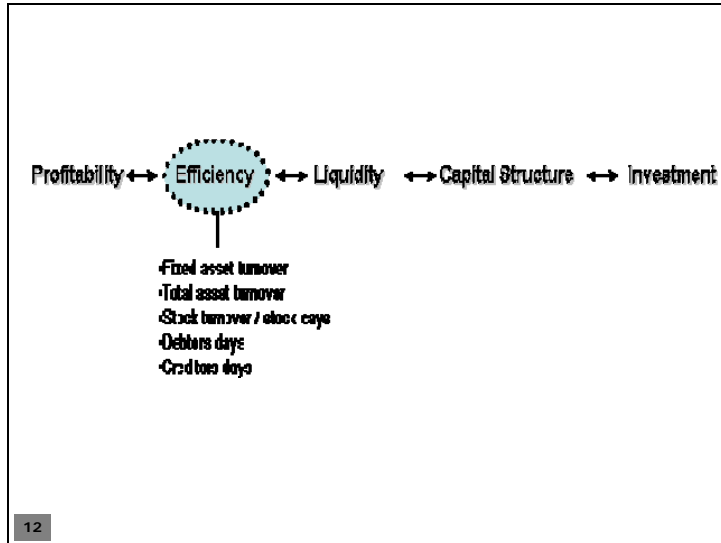 Profitability ↔ Efficiency ↔ Liquidity ↔ Capital Structure ↔ Investment
•Fixed asset turnover
•Total asset turnover
•Stock turnover / stock days
•Debtors days
•Creditors days
12